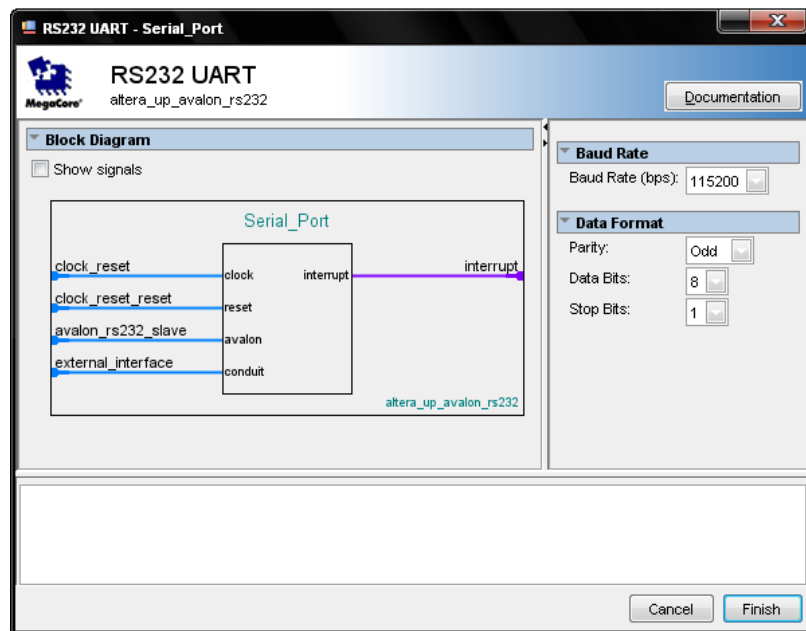 RS232 UART - Serial_Port
RS232 UART
altera_up_avalon_rs232
MegaCore®
Documentation
Block Diagram
Show signals
Serial_Port
clock_reset
clock
interrupt
interrupt
clock_reset_reset
reset
avalon_rs232_slave
avalon
external_interface
conduit
altera_up_avalon_rs232
Baud Rate
Baud Rate (bps): 115200
Data Format
Parity: Odd
Data Bits: 8
Stop Bits: 1
Cancel
Finish